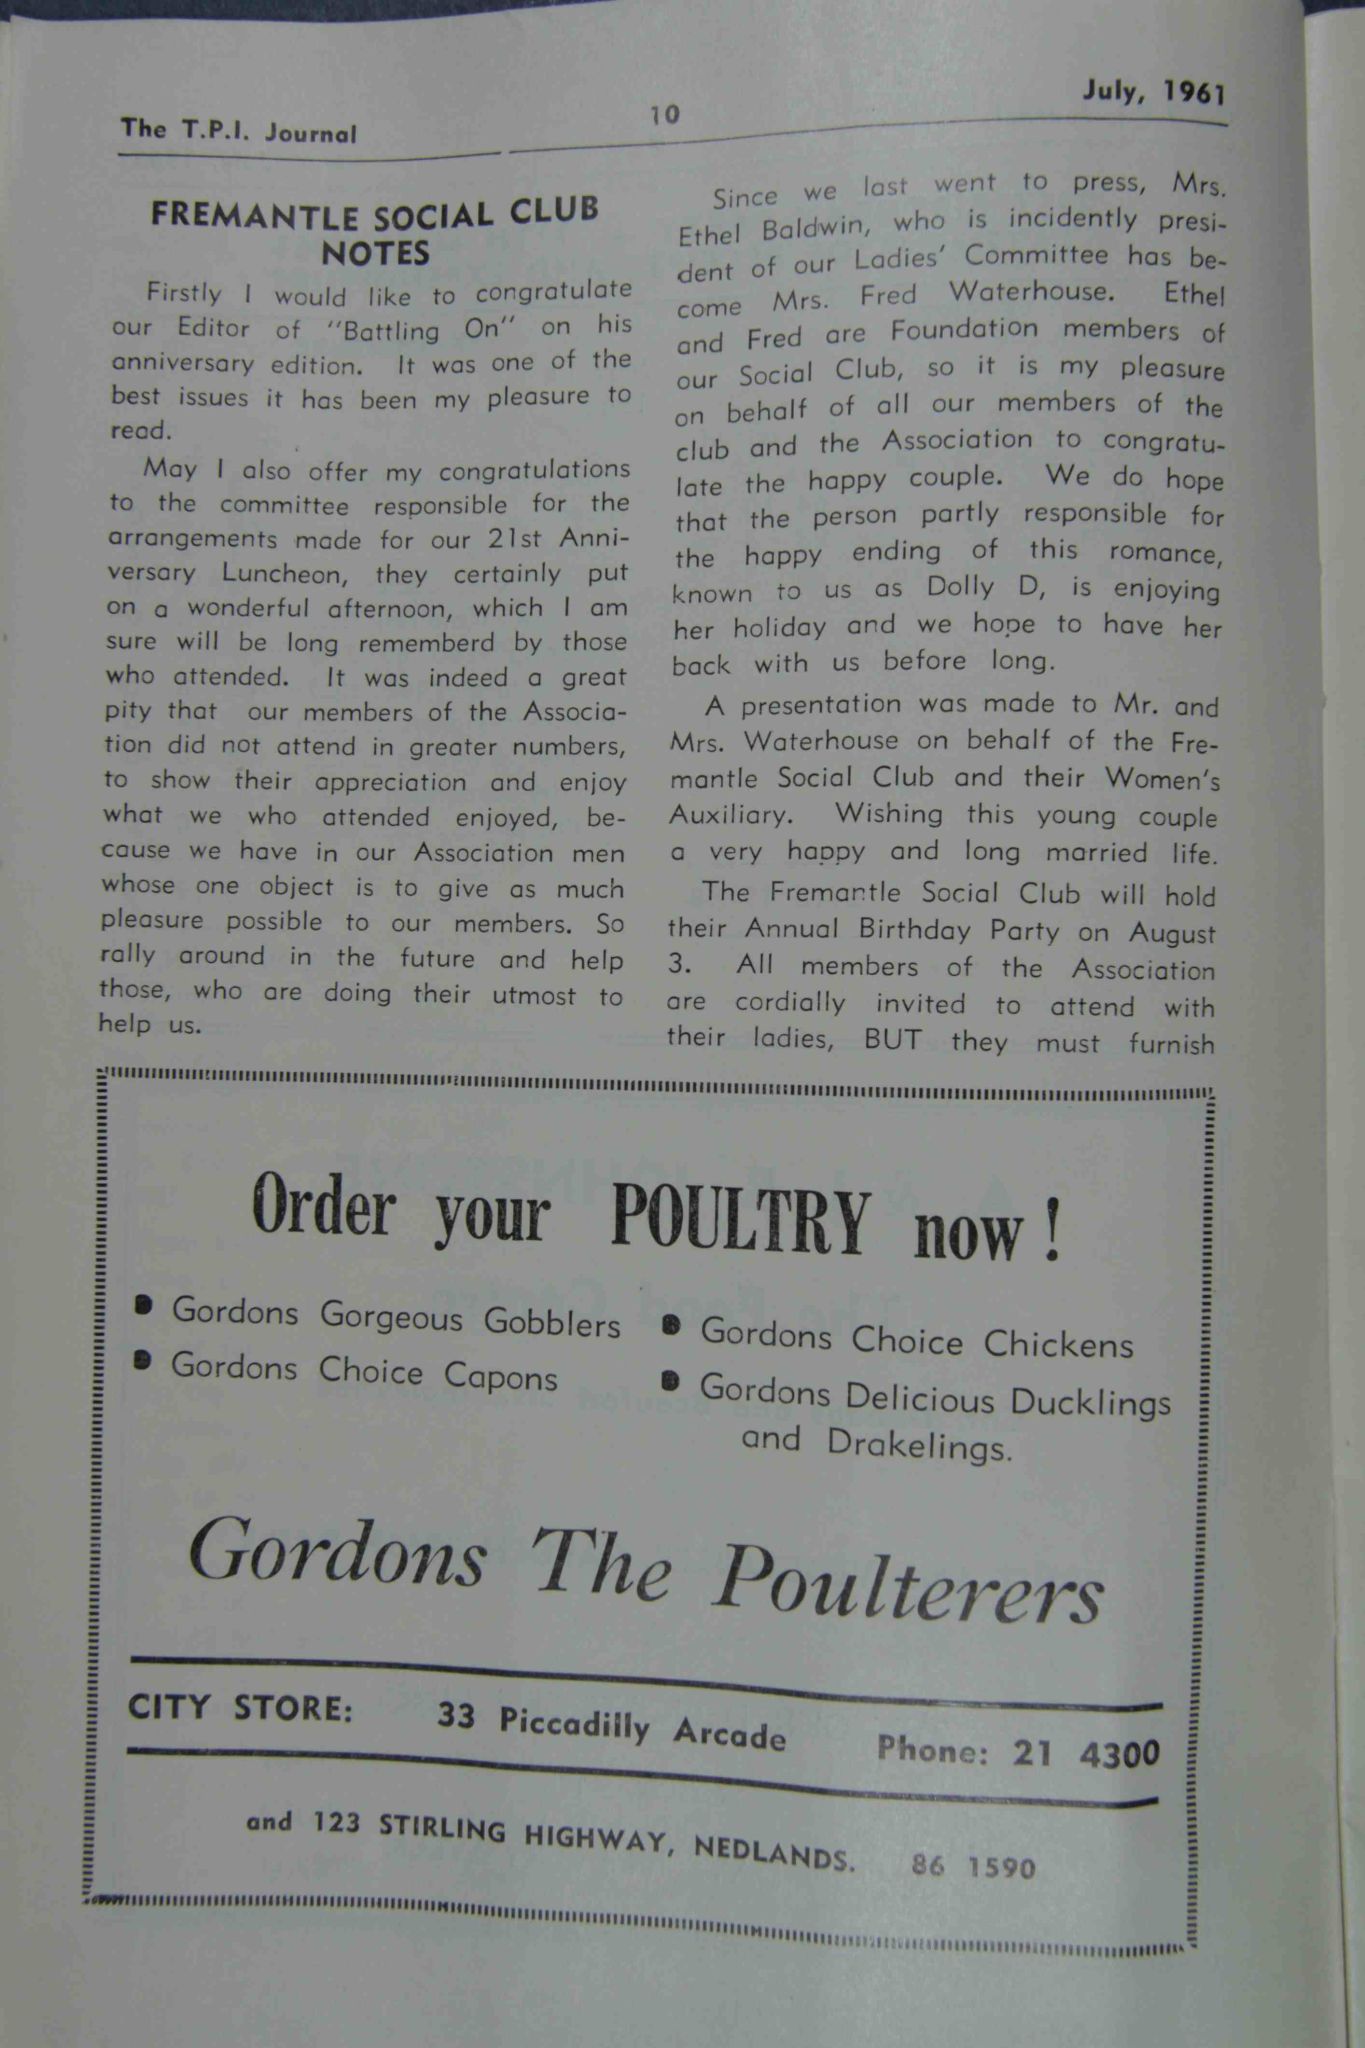 The T.P.I. Journal
10
July, 1961
FREMANTLE SOCIAL CLUB
NOTES
Firstly I would like to congratulate
our Editor of "Battling On" on his
anniversary edition. It was one of the
best issues it has been my pleasure to
read.
May I also offer my congratulations
to the committee responsible for the
arrangements made for our 21st Anni-
versary Luncheon, they certainly put
on a wonderful afternoon, which I am
sure will be long rememberd by those
who attended. It was indeed a great
pity that our members of the Associa-
tion did not attend in greater numbers,
to show their appreciation and enjoy
what we who attended enjoyed, be-
cause we have in our Association men
whose one object is to give as much
pleasure possible to our members. So
rally around in the future and help
those, who are doing their utmost to
help us.
Since we last went to press, Mrs.
Ethel Baldwin, who is incidently presi-
dent of our Ladies' Committee has be-
come Mrs. Fred Waterhouse. Ethel
and Fred are Foundation members of
our Social Club, so it is my pleasure
on behalf of all our members of the
club and the Association to congratu-
late the happy couple. We do hope
that the person partly responsible for
the happy ending of this romance,
known to us as Dolly D, is enjoying
her holiday and we hope to have her
back with us before long.
A presentation was made to Mr. and
Mrs. Waterhouse on behalf of the Fre-
mantle Social Club and their Women's
Auxiliary. Wishing this young couple
a very happy and long married life.
The Fremantle Social Club will hold
their Annual Birthday Party on August
3. All members of the Association
are cordially invited to attend with
their ladies, BUT they must furnish
Order your POULTRY now !
Gordons Gorgeous Gobblers
Gordons Choice Capons
Gordons Choice Chickens
Gordons Delicious Ducklings
and Drakelings.
Gordons The Poulterers
CITY STORE: 33 Piccadilly Arcade Phone: 21 4300
and 123 STIRLING HIGHWAY, NEDLANDS. 86 1590